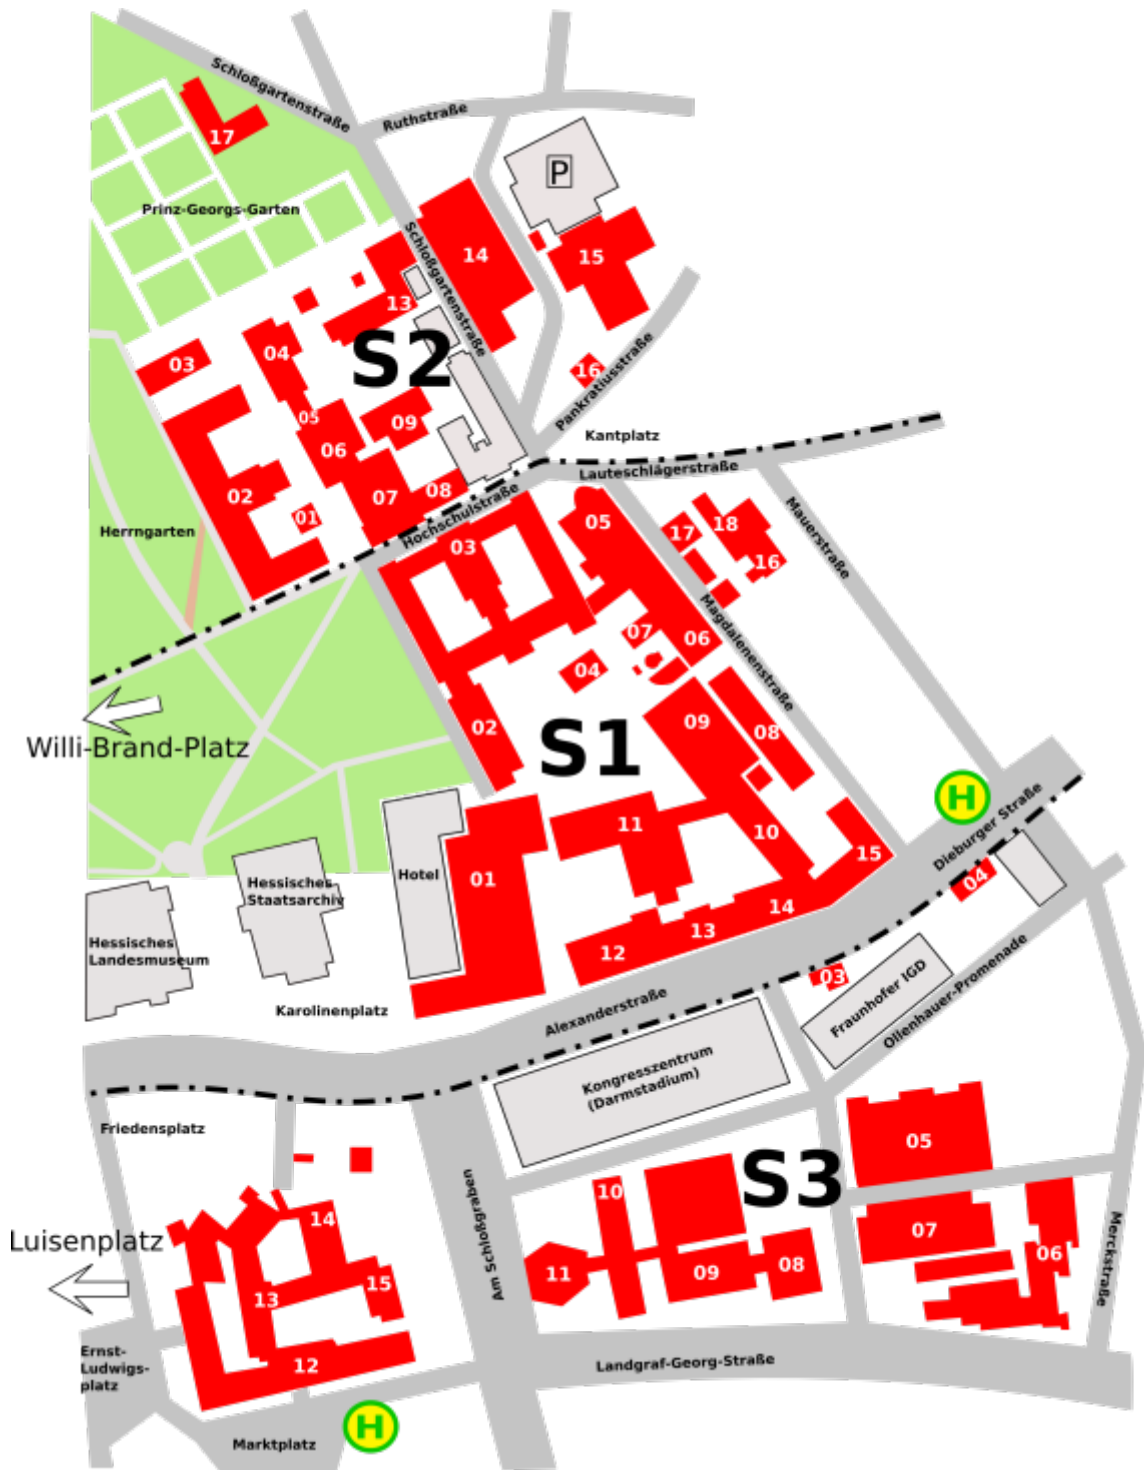 Schloßgartenstraße
Ruthstraße
17
P
Prinz-Georgs-Garten
Schloßgartenstraße
14
15
13
S2
03
04
16
Pankratiusstraße
05
09
06
Kantplatz
Lauteschlägerstraße
02
07
08
01
Hochschulstraße
Herrngarten
03
05
17
18
16
Mauerstraße
Magdalenenstraße
07
06
04
02
09
08
S1
Willi-Brand-Platz
H
Dieburger Straße
11
10
15
01
Hotel
04
Hessisches
Staatsarchiv
14
13
12
Hessisches
Landesmuseum
03
Fraunhofer IGD
Ollenhauer-Promenade
Karolinenplatz
Alexanderstraße
Kongresszentrum
(Darmstadium)
Friedensplatz
05
S3
10
14
07
06
Luisenplatz
Am Schloßgraben
Merckstraße
11
09
08
13
15
12
Ernst-
Ludwigs-
platz
Landgraf-Georg-Straße
H
Marktplatz